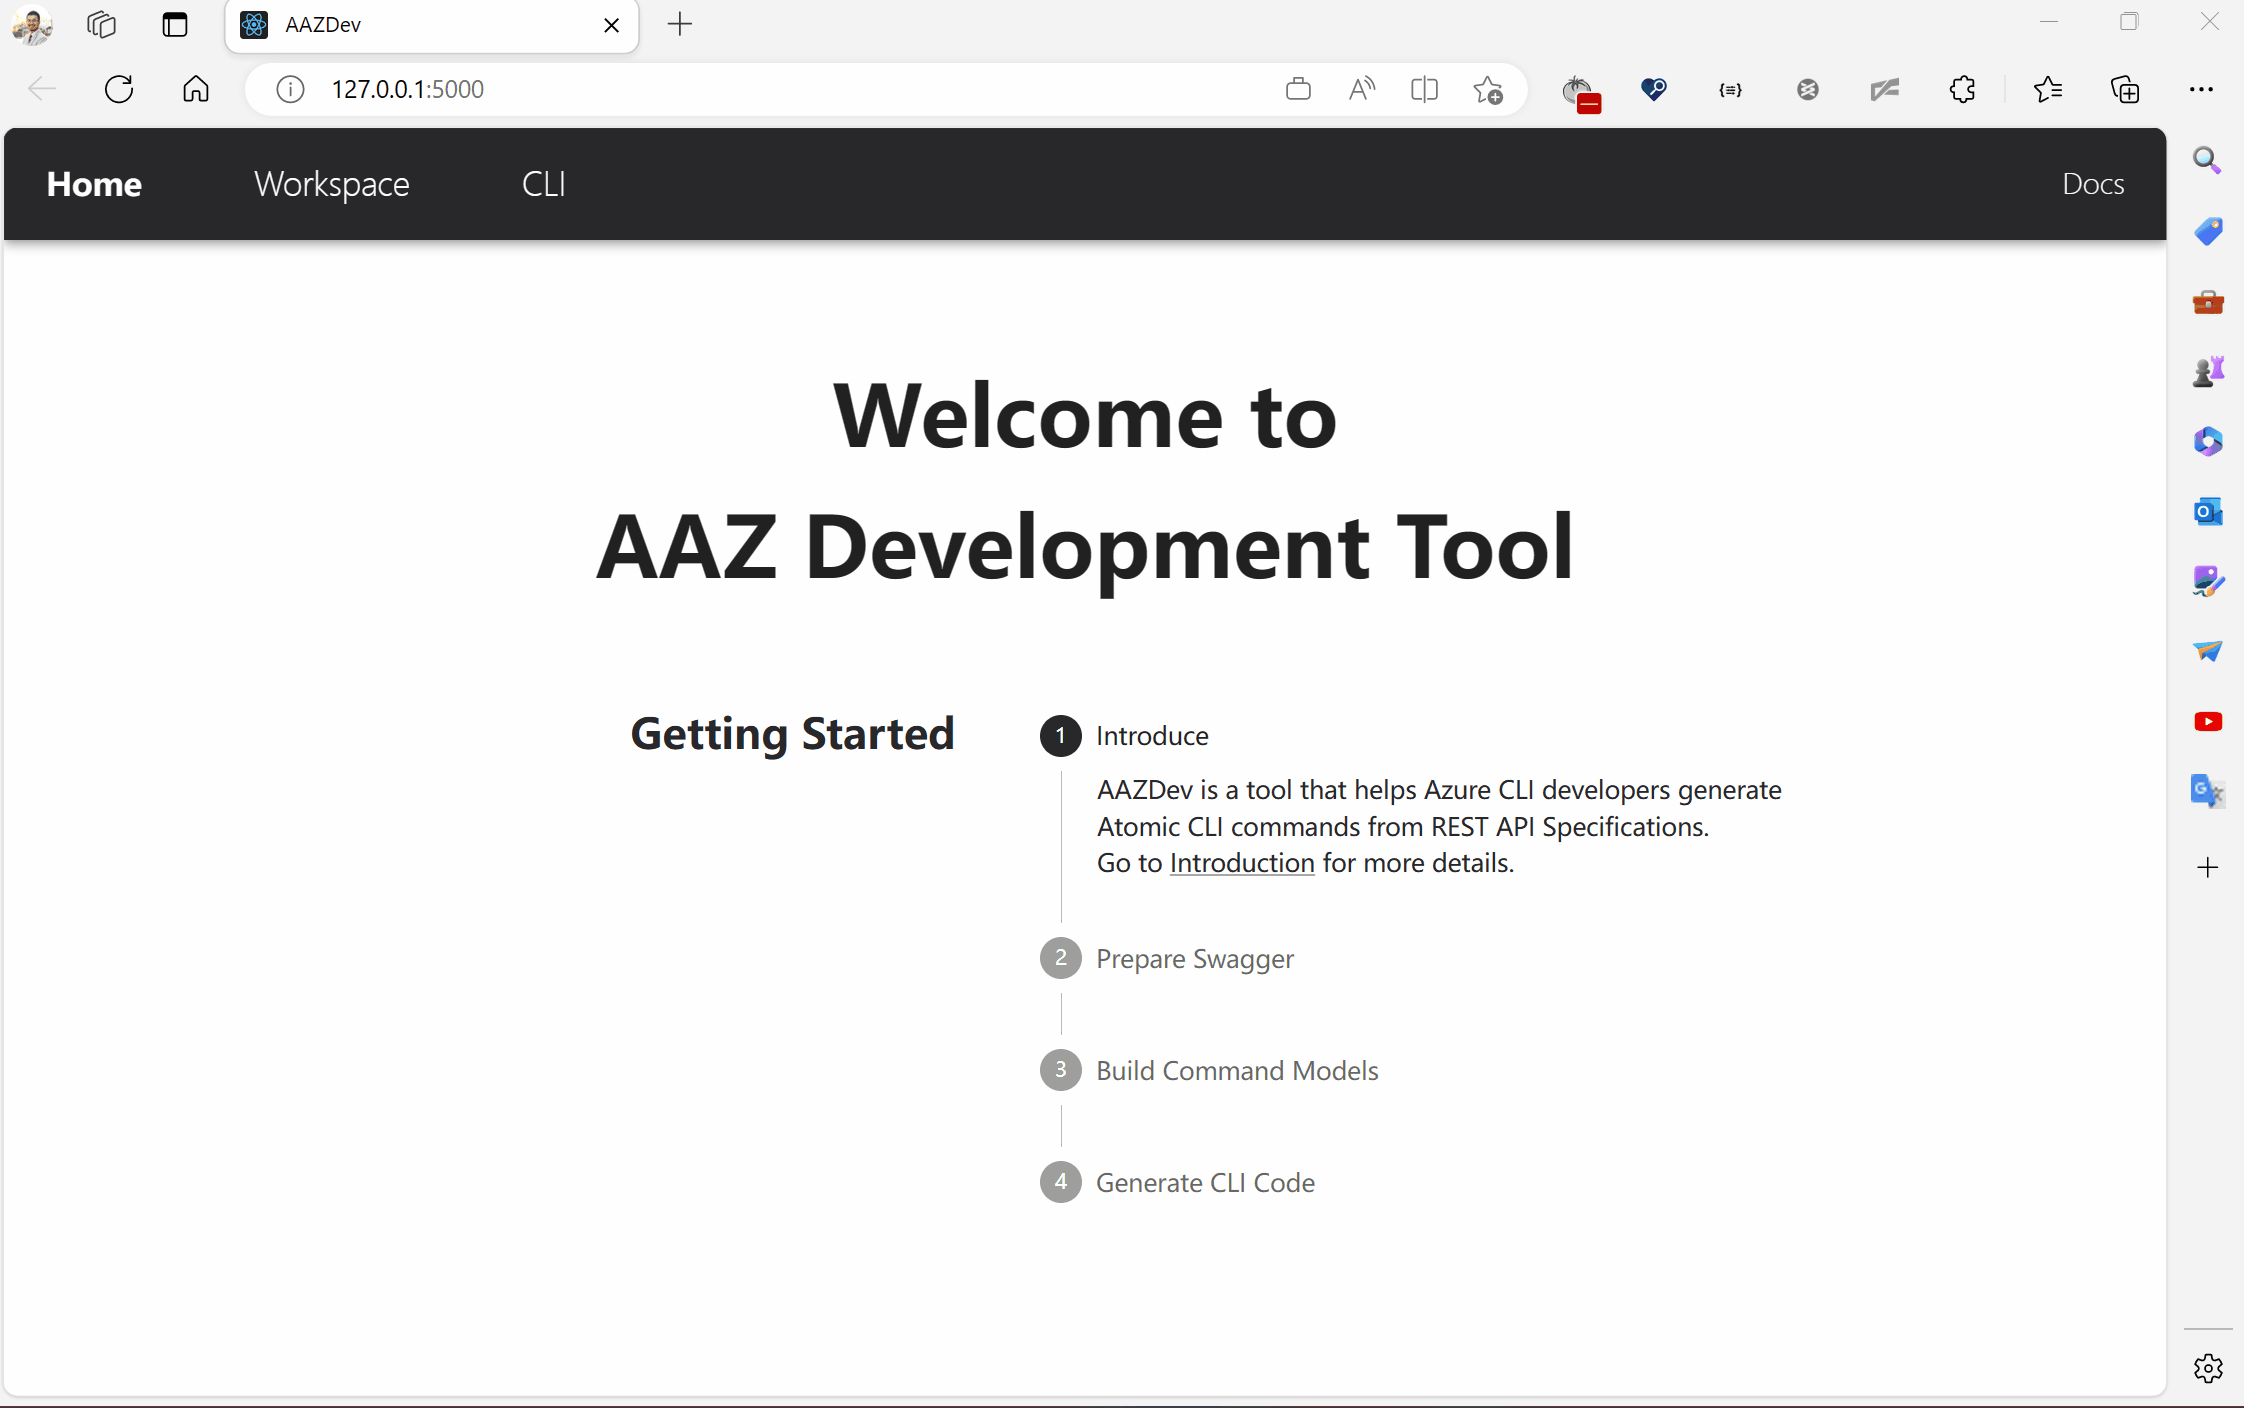 AAZDev
127.0.0.1:5000
Home
Workspace
CLI
Docs
Welcome to
AAZ Development Tool
Getting Started
1 Introduce
AAZDev is a tool that helps Azure CLI developers generate
Atomic CLI commands from REST API Specifications.
Go to Introduction for more details.
2 Prepare Swagger
3 Build Command Models
4 Generate CLI Code